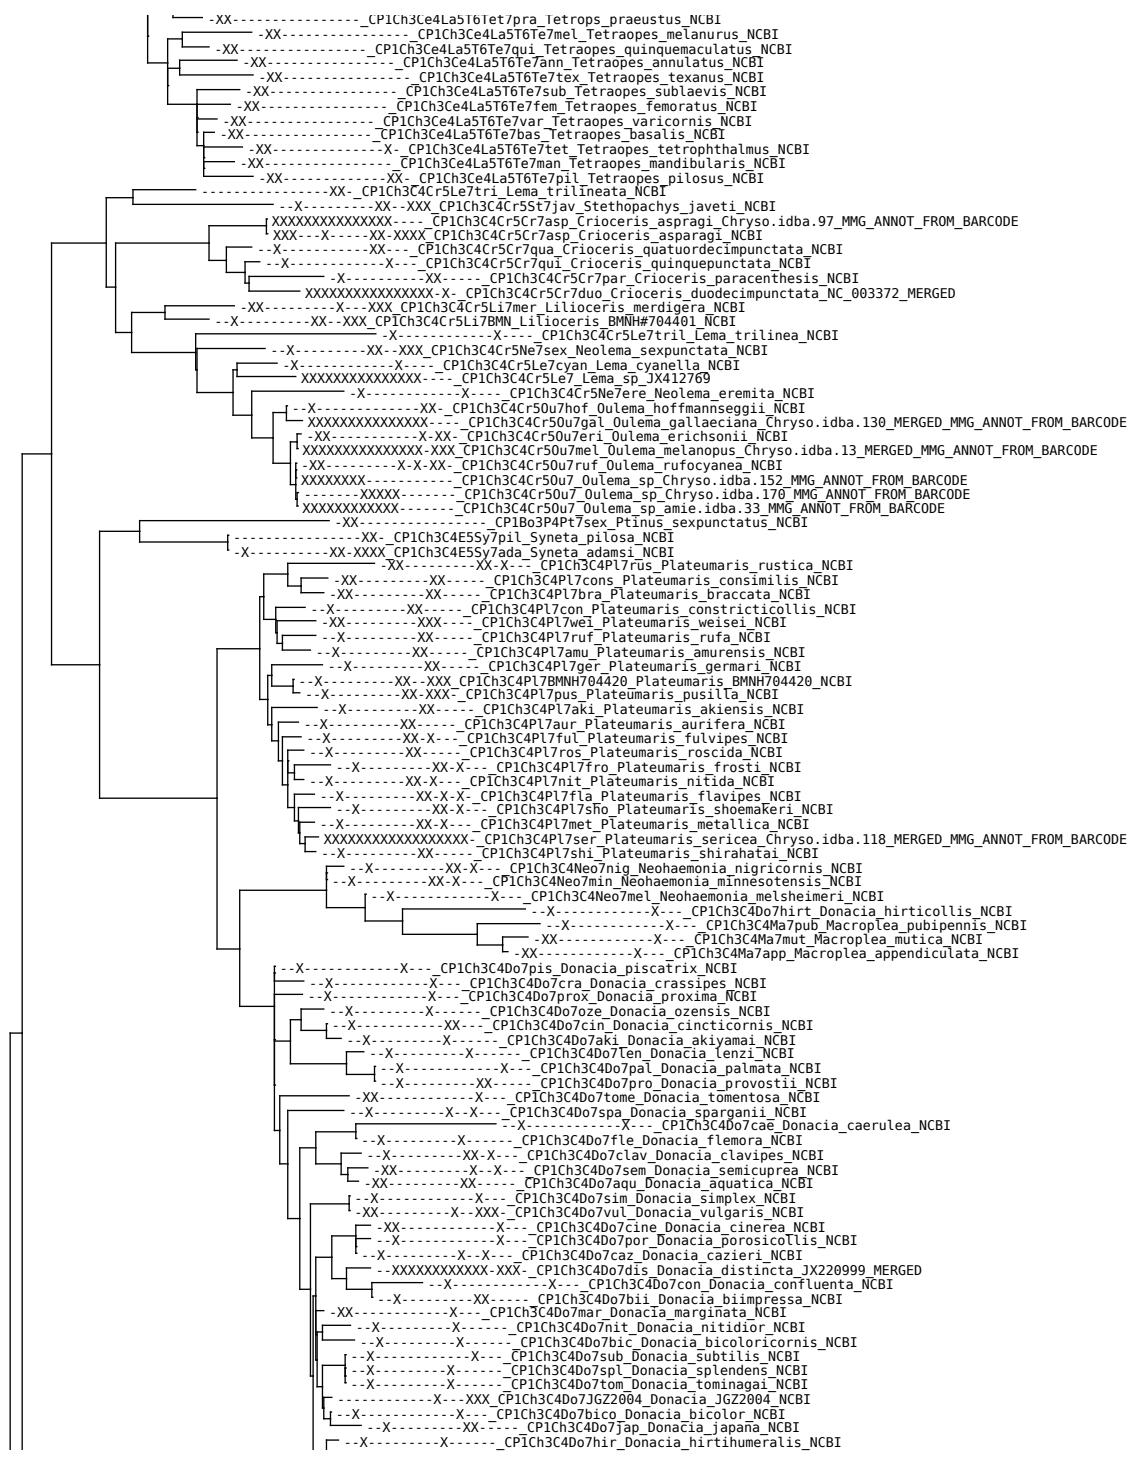 -XX----------------_CP1Ch3Ce4La5T6Tet7pra_Tetrops_praeustus_NCBI
-XX----------------_CP1Ch3Ce4La5T6Te7mel_Tetraopes_melanurus_NCBI
-XX----------------_CP1Ch3Ce4La5T6Te7qui_Tetraopes_quinquemaculatus_NCBI
-XX----------------_CP1Ch3Ce4La5T6Te7ann_Tetraopes_annulatus_NCBI
-XX----------------_CP1Ch3Ce4La5T6Te7tex_Tetraopes_texanus_NCBI
-XX----------------_CP1Ch3Ce4La5T6Te7sub_Tetraopes_sublaevis_NCBI
-XX----------------_CP1Ch3Ce4La5T6Te7fem_Tetraopes_femoratus_NCBI
-XX----------------_CP1Ch3Ce4La5T6Te7var_Tetraopes_varicornis_NCBI
-XX----------------_CP1Ch3Ce4La5T6Te7bas_Tetraopes_basalis_NCBI
-XX--------------X-_CP1Ch3Ce4La5T6Te7tet_Tetraopes_tetrophthalmus_NCBI
-XX----------------_CP1Ch3Ce4La5T6Te7man_Tetraopes_mandibularis_NCBI
-XX-------------XX-_CP1Ch3Ce4La5T6Te7pil_Tetraopes_pilosus_NCBI
----------------XX-_CP1Ch3C4Cr5Le7tri_Lema_trilineata_NCBI
--X---------XX--XXX_CP1Ch3C4Cr5St7jav_Stethopachys_javeti_NCBI
XXXXXXXXXXXXXXX----_CP1Ch3C4Cr5Cr7asp_Crioceris_aspragi_Chryso.idba.97_MMG_ANNOT_FROM_BARCODE
XXX---X-----XX-XXXX_CP1Ch3C4Cr5Cr7asp_Crioceris_asparagi_NCBI
--X-----------XX---_CP1Ch3C4Cr5Cr7qua_Crioceris_quatuordecimpunctata_NCBI
--X------------X---_CP1Ch3C4Cr5Cr7qui_Crioceris_quinquepunctata_NCBI
-X----------XX-----_CP1Ch3C4Cr5Cr7par_Crioceris_paracenthesis_NCBI
XXXXXXXXXXXXXXXX-X-_CP1Ch3C4Cr5Cr7duo_Crioceris_duodecimpunctata_NC_003372_MERGED
-XX---------X---XXX_CP1Ch3C4Cr5Li7mer_Lilioceris_merdigera_NCBI
--X---------XX--XXX_CP1Ch3C4Cr5Li7BMN_Lilioceris_BMNH#704401_NCBI
-X------------X----_CP1Ch3C4Cr5Le7tril_Lema_trilinea_NCBI
--X---------XX--XXX_CP1Ch3C4Cr5Ne7sex_Neolema_sexpunctata_NCBI
-X------------X----_CP1Ch3C4Cr5Le7cyan_Lema_cyanella_NCBI
XXXXXXXXXXXXXXX----_CP1Ch3C4Cr5Le7_Lema_sp_JX412769
-X------------X----_CP1Ch3C4Cr5Ne7ere_Neolema_eremita_NCBI
--X-------------XX-_CP1Ch3C4Cr5Ou7hof_Oulema_hoffmannseggii_NCBI
XXXXXXXXXXXXXXX----_CP1Ch3C4Cr5Ou7gal_Oulema_gallaeciana_Chryso.idba.130_MERGED_MMG_ANNOT_FROM_BARCODE
-XX-----------X-XX-_CP1Ch3C4Cr5Ou7eri_Oulema_erichsonii_NCBI
XXXXXXXXXXXXXXX-XXX_CP1Ch3C4Cr5Ou7mel_Oulema_melanopus_Chryso.idba.13_MERGED_MMG_ANNOT_FROM_BARCODE
-XX---------X-X-XX-_CP1Ch3C4Cr5Ou7ruf_Oulema_rufocyanea_NCBI
XXXXXXXX-----------_CP1Ch3C4Cr5Ou7_Oulema_sp_Chryso.idba.152_MMG_ANNOT_FROM_BARCODE
-------XXXXX-------_CP1Ch3C4Cr5Ou7_Oulema_sp_Chryso.idba.170_MMG_ANNOT_FROM_BARCODE
XXXXXXXXXXXX-------_CP1Ch3C4Cr5Ou7_Oulema_sp_amie.idba.33_MMG_ANNOT_FROM_BARCODE
-XX----------------_CP1Bo3P4Pt7sex_Ptinus_sexpunctatus_NCBI
----------------XX-_CP1Ch3C4E5Sy7pil_Syneta_pilosa_NCBI
-X----------XX-XXXX_CP1Ch3C4E5Sy7ada_Syneta_adamsi_NCBI
-XX---------XX-X---_CP1Ch3C4Pl7rus_Plateumaris_rustica_NCBI
-XX---------XX-----_CP1Ch3C4Pl7cons_Plateumaris_consimilis_NCBI
-XX---------XX-----_CP1Ch3C4Pl7bra_Plateumaris_braccata_NCBI
--X---------XX-----_CP1Ch3C4Pl7con_Plateumaris_constricticollis_NCBI
-XX---------XXX----_CP1Ch3C4Pl7wei_Plateumaris_weisei_NCBI
--X---------XX-----_CP1Ch3C4Pl7ruf_Plateumaris_rufa_NCBI
--X---------XX-----_CP1Ch3C4Pl7amu_Plateumaris_amurensis_NCBI
--X---------XX-----_CP1Ch3C4Pl7ger_Plateumaris_germari_NCBI
--X---------XX--XXX_CP1Ch3C4Pl7BMNH704420_Plateumaris_BMNH704420_NCBI
--X---------XX-XXX-_CP1Ch3C4Pl7pus_Plateumaris_pusilla_NCBI
--X---------XX-----_CP1Ch3C4Pl7aki_Plateumaris_akiensis_NCBI
--X---------XX-----_CP1Ch3C4Pl7aur_Plateumaris_aurifera_NCBI
--X---------XX-X---_CP1Ch3C4Pl7ful_Plateumaris_fulvipes_NCBI
--X---------XX-----_CP1Ch3C4Pl7ros_Plateumaris_roscida_NCBI
--X---------XX-X---_CP1Ch3C4Pl7fro_Plateumaris_frosti_NCBI
--X---------XX-X---_CP1Ch3C4Pl7nit_Plateumaris_nitida_NCBI
--X---------XX-X-X-_CP1Ch3C4Pl7fla_Plateumaris_flavipes_NCBI
--X---------XX-X---_CP1Ch3C4Pl7sho_Plateumaris_shoemakeri_NCBI
--X---------XX-X---_CP1Ch3C4Pl7met_Plateumaris_metallica_NCBI
XXXXXXXXXXXXXXXXXX-_CP1Ch3C4Pl7ser_Plateumaris_sericea_Chryso.idba.118_MERGED_MMG_ANNOT_FROM_BARCODE
--X---------XX-----_CP1Ch3C4Pl7shi_Plateumaris_shirahatai_NCBI
--X---------XX-X---_CP1Ch3C4Neo7nig_Neohaemonia_nigricornis_NCBI
--X---------XX-X---_CP1Ch3C4Neo7min_Neohaemonia_minnesotensis_NCBI
--X------------X---_CP1Ch3C4Neo7mel_Neohaemonia_melsheimeri_NCBI
--X------------X---_CP1Ch3C4Do7hirt_Donacia_hirticollis_NCBI
--X------------X---_CP1Ch3C4Ma7pub_Macroplea_pubipennis_NCBI
-XX------------X---_CP1Ch3C4Ma7mut_Macroplea_mutica_NCBI
-XX------------X---_CP1Ch3C4Ma7app_Macroplea_appendiculata_NCBI
--X------------X---_CP1Ch3C4Do7pis_Donacia_piscatrix_NCBI
--X------------X---_CP1Ch3C4Do7cra_Donacia_crassipes_NCBI
--X------------X---_CP1Ch3C4Do7prox_Donacia_proxima_NCBI
--X---------X------_CP1Ch3C4Do7oze_Donacia_ozensis_NCBI
--X-----------XX---_CP1Ch3C4Do7cin_Donacia_cincticornis_NCBI
--X---------X------_CP1Ch3C4Do7aki_Donacia_akiyamai_NCBI
--X---------X------_CP1Ch3C4Do7len_Donacia_lenzi_NCBI
--X------------X---_CP1Ch3C4Do7pal_Donacia_palmata_NCBI
--X---------XX-----_CP1Ch3C4Do7pro_Donacia_provostii_NCBI
-XX------------X---_CP1Ch3C4Do7tome_Donacia_tomentosa_NCBI
--X---------X--X---_CP1Ch3C4Do7spa_Donacia_sparganii_NCBI
--X------------X---_CP1Ch3C4Do7cae_Donacia_caerulea_NCBI
--X---------X------_CP1Ch3C4Do7fle_Donacia_flemora_NCBI
--X---------XX-X---_CP1Ch3C4Do7clav_Donacia_clavipes_NCBI
-XX---------X--X---_CP1Ch3C4Do7sem_Donacia_semicuprea_NCBI
-XX---------XX-----_CP1Ch3C4Do7aqu_Donacia_aquatica_NCBI
--X------------X---_CP1Ch3C4Do7sim_Donacia_simplex_NCBI
-XX---------X--XXX-_CP1Ch3C4Do7vul_Donacia_vulgaris_NCBI
-XX------------X---_CP1Ch3C4Do7cine_Donacia_cinerea_NCBI
--X------------X---_CP1Ch3C4Do7por_Donacia_porosicollis_NCBI
--X---------X--X---_CP1Ch3C4Do7caz_Donacia_cazieri_NCBI
--XXXXXXXXXXXX-XXX-_CP1Ch3C4Do7dis_Donacia_distincta_JX220999_MERGED
--X------------X---_CP1Ch3C4Do7con_Donacia_confluenta_NCBI
--X---------XX-----_CP1Ch3C4Do7bii_Donacia_biimpressa_NCBI
-XX------------X---_CP1Ch3C4Do7mar_Donacia_marginata_NCBI
--X---------X------_CP1Ch3C4Do7nit_Donacia_nitidior_NCBI
--X---------X------_CP1Ch3C4Do7bic_Donacia_bicoloricornis_NCBI
--X------------X---_CP1Ch3C4Do7sub_Donacia_subtilis_NCBI
--X---------X------_CP1Ch3C4Do7spl_Donacia_splendens_NCBI
--X---------X------_CP1Ch3C4Do7tom_Donacia_tominagai_NCBI
------------X---XXX_CP1Ch3C4Do7JGZ2004_Donacia_JGZ2004_NCBI
--X------------X---_CP1Ch3C4Do7bico_Donacia_bicolor_NCBI
--X---------XX-----_CP1Ch3C4Do7jap_Donacia_japana_NCBI
--X---------X------_CP1Ch3C4Do7hir_Donacia_hirtihumeralis_NCBI